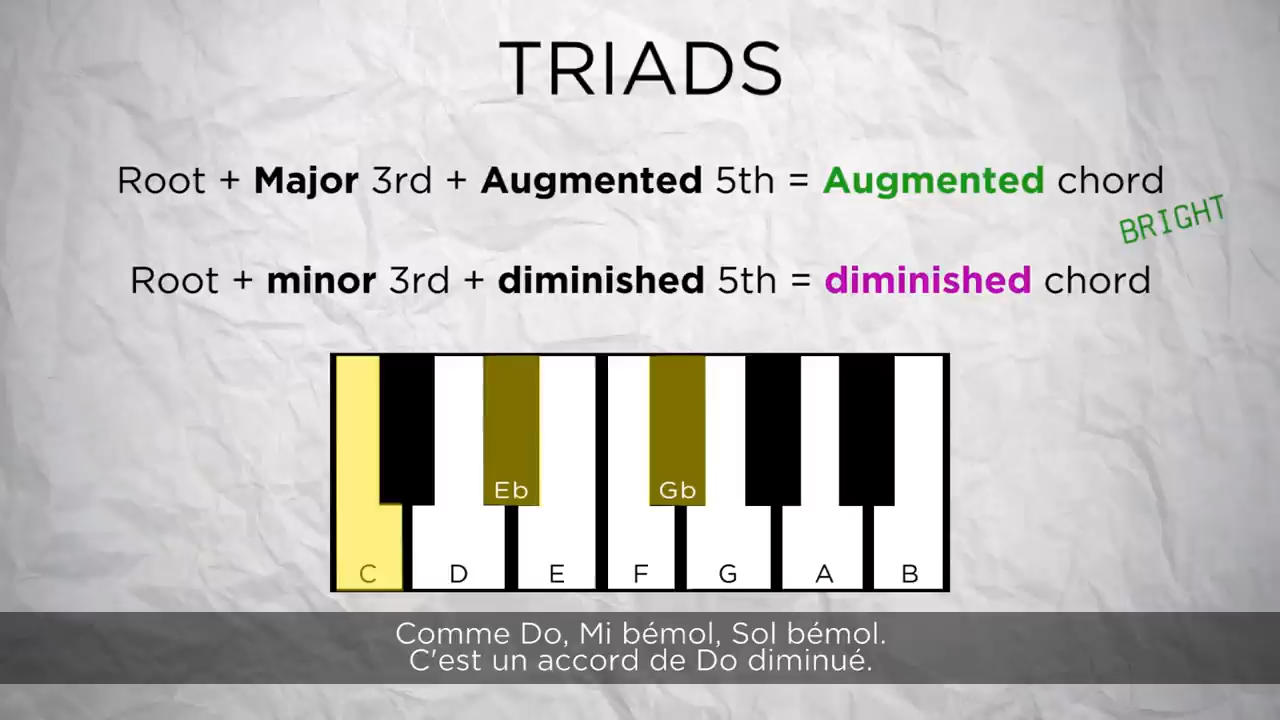 TRIADS
Root + Major 3rd + Augmented 5th = Augmented chord
BRIGHT
Root + minor 3rd + diminished 5th = diminished chord
Eb Gb
C D E F G A B
Comme Do, Mi bémol, Sol bémol.
C'est un accord de Do diminué.